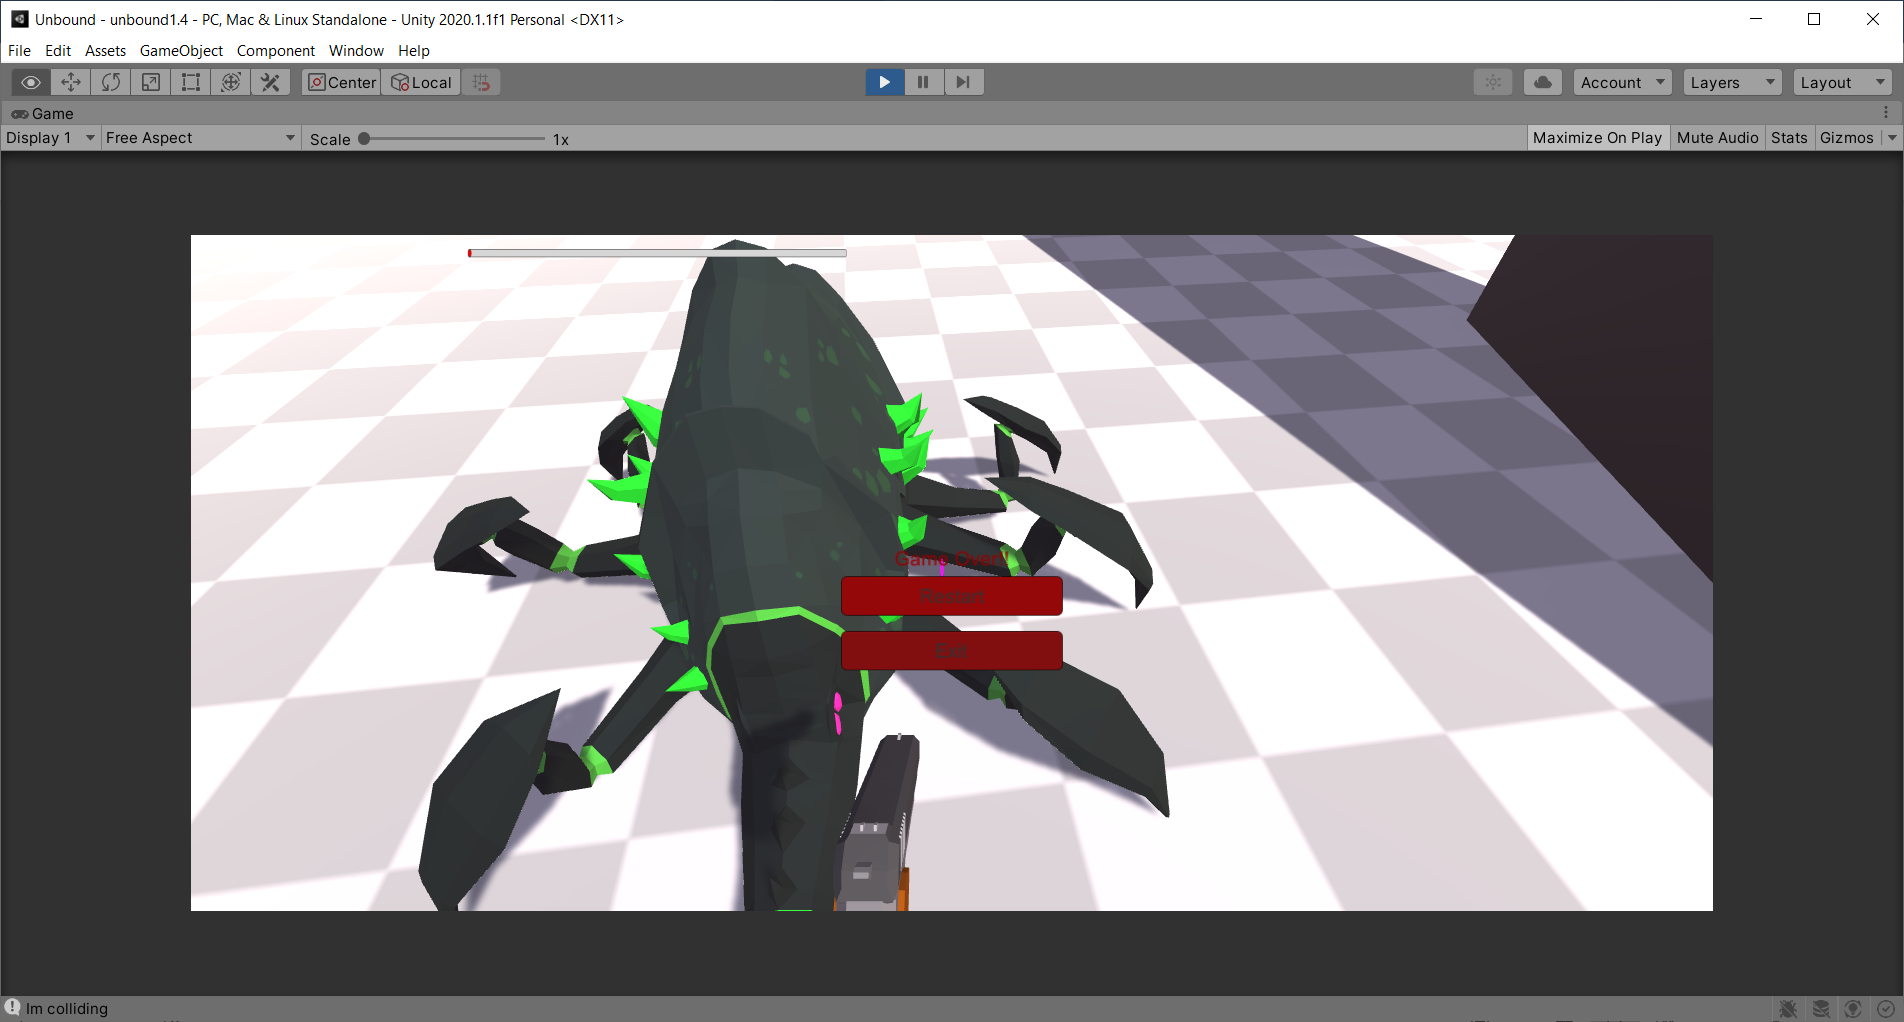 Unbound - unbound1.4 - PC, Mac & Linux Standalone - Unity 2020.1.1f1 Personal <DX11>
File Edit Assets GameObject Component Window Help
Center Local Account Layers Layout
Game
Display 1 Free Aspect Scale 1x Maximize On Play Mute Audio Stats Gizmos
Game Over!!
Restart
Exit
Im colliding